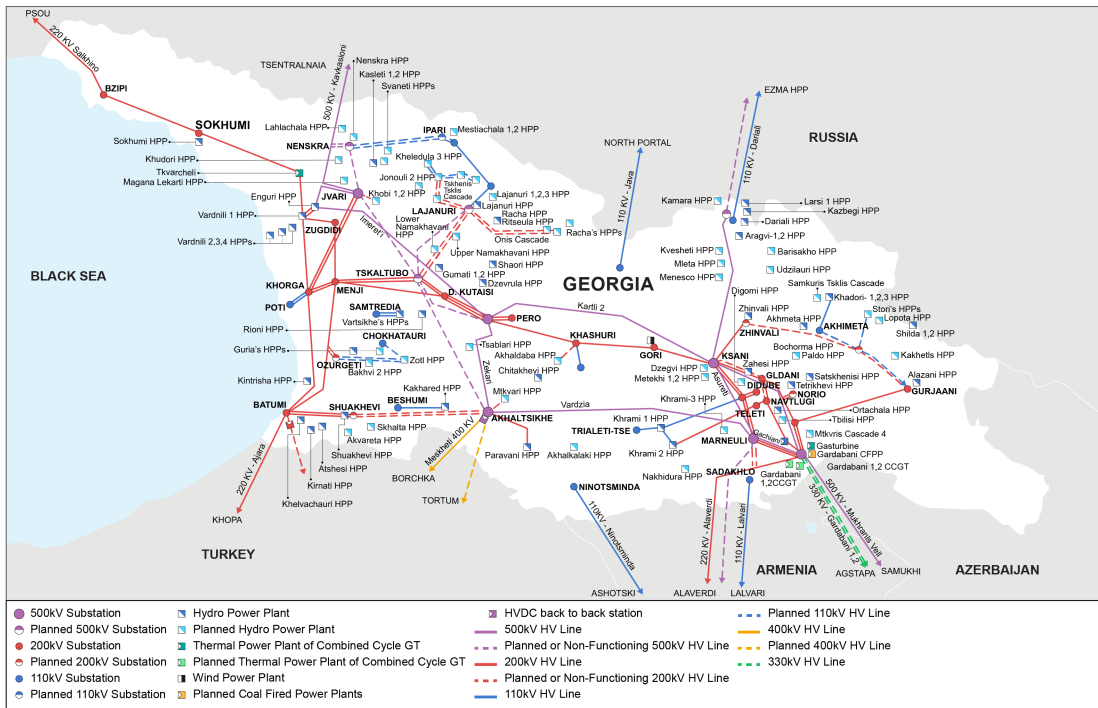 PSOU
220 KV Salkhino
BZIPI
SOKHUMI
Sokhumi HPP
Khudori HPP
Tkvarcheli
Magana Lekarti HPP
TSENTRALNAIA
500 KV - Kavkasioni
Nenskra HPP
Kasleti 1,2 HPP
Svaneti HPPs
Lahlachala HPP
NENSKRA
IPARI
Mestiachala 1,2 HPP
Kheledula 3 HPP
Jonouli 2 HPP
Tskhenis
Tsklis
Cascade
Lajanuri 1,2,3 HPP
Lajanuri HPP
Racha HPP
Ritseula HPP
Racha's HPPs
Onis Cascade
LAJANURI
Enguri HPP
JVARI
Khobi 1,2 HPP
Vardnili 1 HPP
ZUGDIDI
Vardnili 2,3,4 HPPs
Imeret'i
Lower
Namakhvani
HPP
Upper Namakhvani HPP
Shaori HPP
Gumati 1,2 HPP
Dzevrula HPP
TSKALTUBO
BLACK SEA
KHORGA
MENJI
D. KUTAISI
POTI
SAMTREDIA
Vartsikhe's HPPs
PERO
Rioni HPP
CHOKHATAURI
Guria's HPPs
OZURGETI
Zoti HPP
Bakhvi 2 HPP
Kintrisha HPP
Tsablari HPP
Zekari
Akhaldaba HPP
Chitakhevi HPP
KHASHURI
GORI
Mtkvari HPP
Kakhared HPP
BESHUMI
BATUMI
SHUAKHEVI
AKHALTSIKHE
Skhalta HPP
Akvareta HPP
Shuakhevi HPP
Atshesi HPP
Kirnati HPP
Khelvachauri HPP
220 KV - Ajara
KHOPA
TURKEY
Meskheti 400 KV
BORCHKA
TORTUM
Paravani HPP
Akhalkalaki HPP
Vardzia
TRIALETI-TSE
NINOTSMINDA
110KV - Ninotsminda
ASHOTSKI
NORTH PORTAL
110 KV - Java
GEORGIA
Kartli 2
RUSSIA
EZMA HPP
110 KV - Dariali
Kamara HPP
Larsi 1 HPP
Kazbegi HPP
Dariali HPP
Aragvi-1,2 HPP
Kvesheti HPP
Barisakho HPP
Mleta HPP
Udzilauri HPP
Menesco HPP
Digomi HPP
Samkuris Tsklis Cascade
Khadori- 1,2,3 HPP
Zhinvali HPP
Stori's HPPs
Akhmeta HPP
Lopota HPP
ZHINVALI
AKHIMETA
Shilda 1,2 HPP
Bochorma HPP
Paldo HPP
Kakhetls HPP
KSANI
Zahesi HPP
Dzegvi HPP
Metekhi 1,2 HPP
GLDANI
Satskhenisi HPP
Alazani HPP
Asureti
DIDUBE
Tetrikhevi HPP
NORIO
GURJAANI
Khrami-3 HPP
NAVTLUGI
TELETI
Ortachala HPP
Tbilisi HPP
Khrami 1 HPP
MARNEULI
Gachiani
Mtkvris Cascade 4
Gasturbine
Gardabani CFPP
Khrami 2 HPP
Gardabani 1,2 CCGT
Nakhidura HPP
SADAKHLO
Gardabani
1,2CCGT
220 KV - Alaverdi
110 KV - Lalvari
ALAVERDI
LALVARI
ARMENIA
500 KV - Mukhranis Veli
330 KV - Gardabani 1,2
AGSTAPA
SAMUKHI
AZERBAIJAN
500kV Substation
Planned 500kV Substation
200kV Substation
Planned 200kV Substation
110kV Substation
Planned 110kV Substation
Hydro Power Plant
Planned Hydro Power Plant
Thermal Power Plant of Combined Cycle GT
Planned Thermal Power Plant of Combined Cycle GT
Wind Power Plant
Planned Coal Fired Power Plants
HVDC back to back station
500kV HV Line
Planned or Non-Functioning 500kV HV Line
200kV HV Line
Planned or Non-Functioning 200kV HV Line
110kV HV Line
Planned 110kV HV Line
400kV HV Line
Planned 400kV HV Line
330kV HV Line